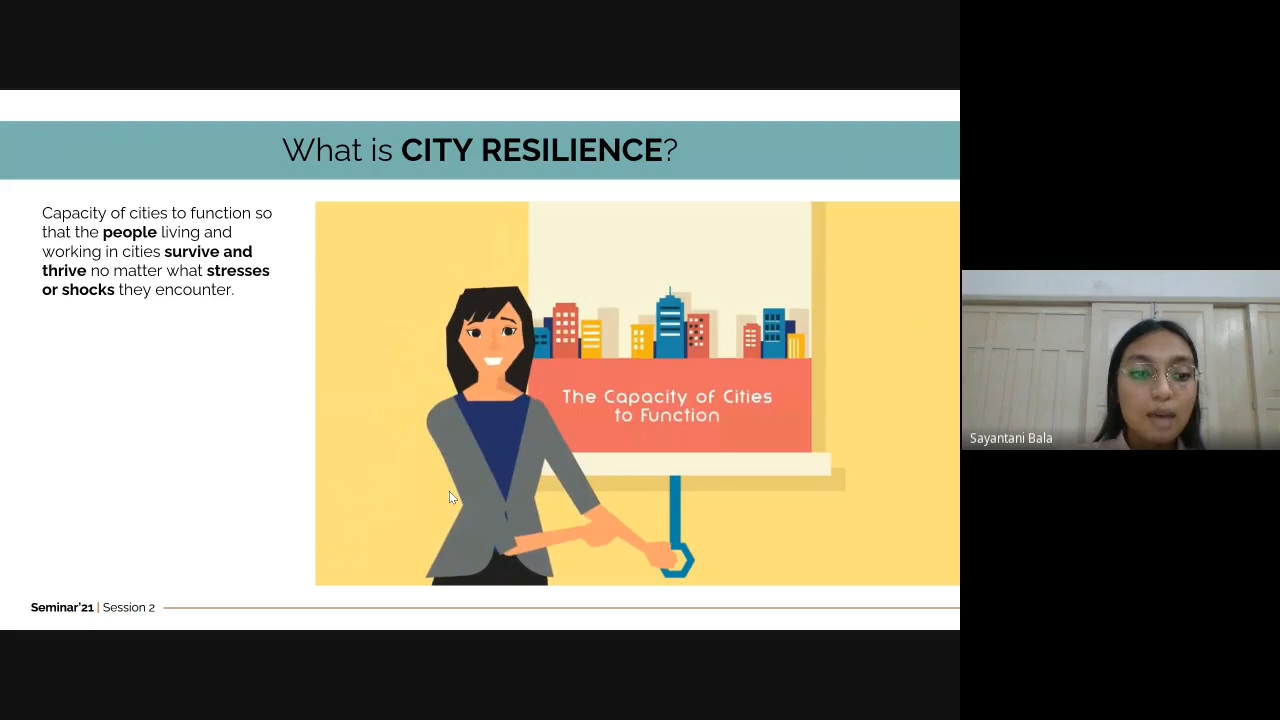 What is CITY RESILIENCE?
Capacity of cities to function so
that the people living and
working in cities survive and
thrive no matter what stresses
or shocks they encounter.
The Capacity of Cities
to Function
Sayantani Bala
Seminar'21 | Session 2